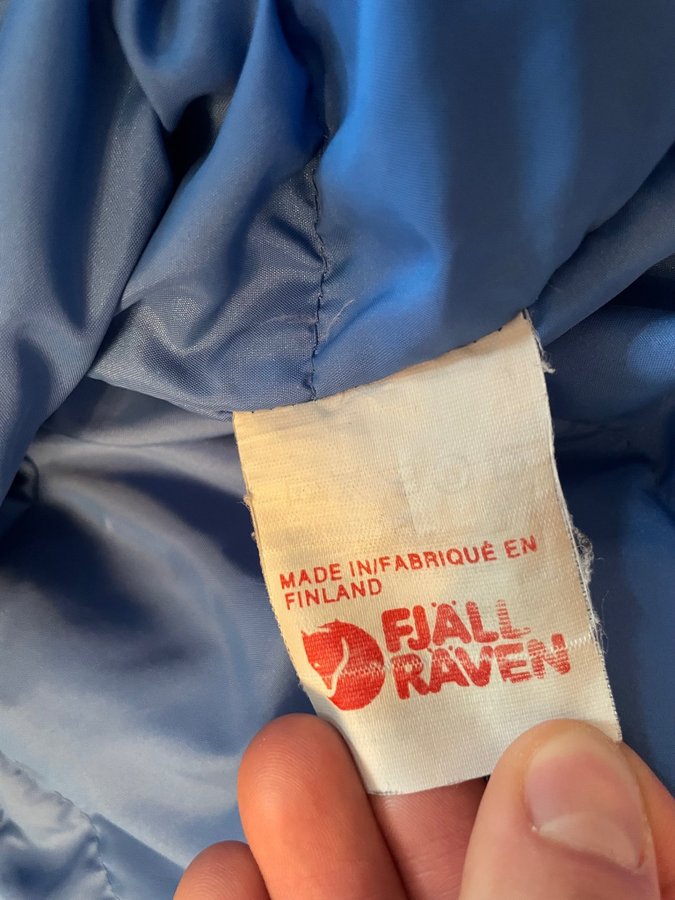 MADE IN/FABRIQUÉ EN
FINLAND
FJÄLL
RÄVEN